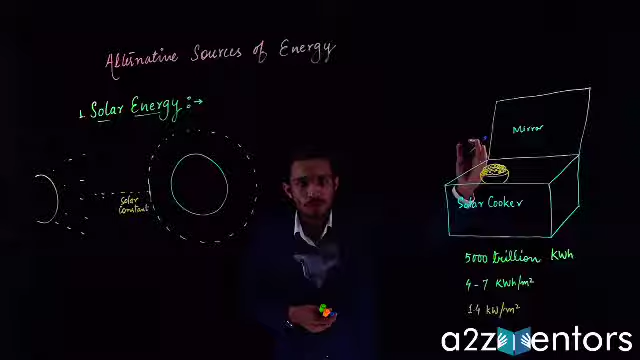 Alternative Sources of Energy
1. Solar Energy :→
Solar
Constant
Mirror
Solar Cooker
5000 trillion KWh
4-7 KWh/m²
1.4 KW/m²
a2zmentors